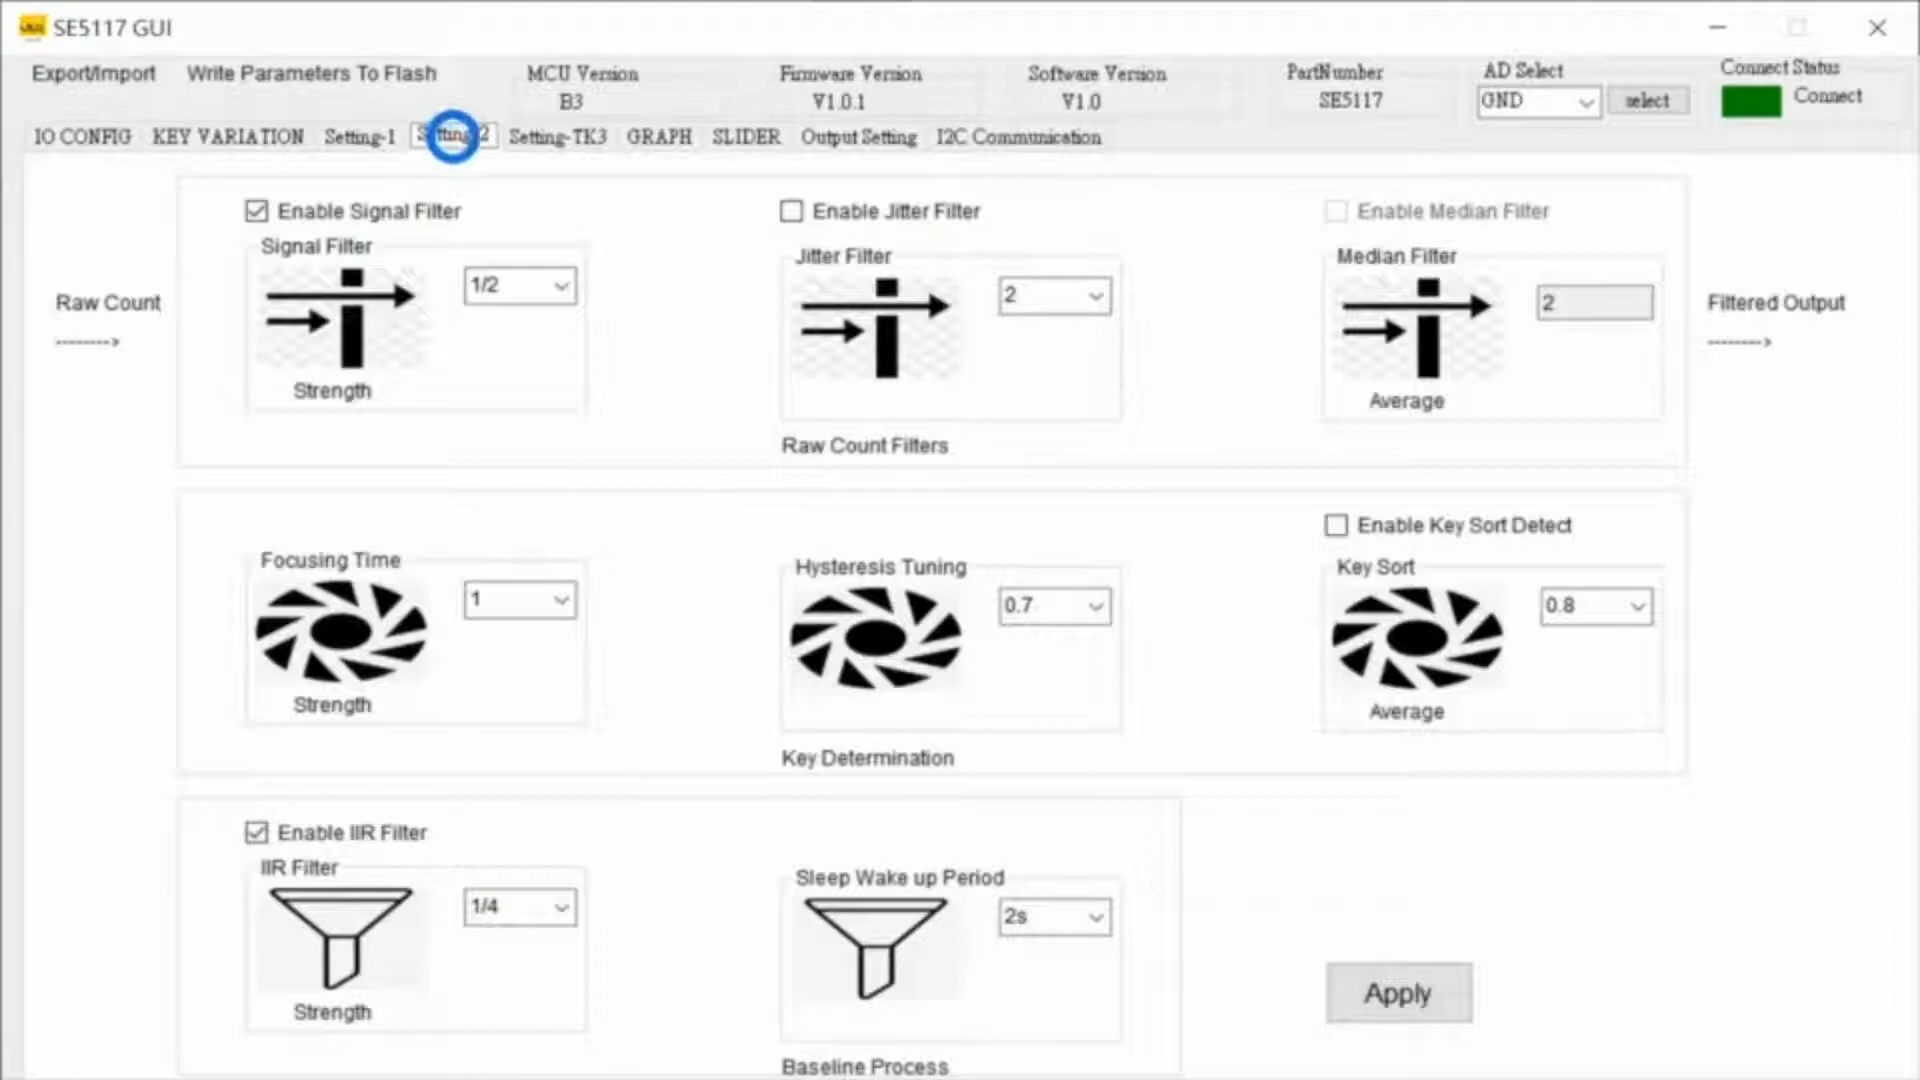 SE5117 GUI
Export/Import Write Parameters To Flash
MCU Version
B3
Firmware Version
V1.0.1
Software Version
V1.0
PartNumber
SE5117
AD Select
GND select
Connect Status
Connect
IO CONFIG KEY VARIATION Setting-1 Setting-2 Setting-TK3 GRAPH SLIDER Output Setting I2C Communication
Raw Count
-------->
Enable Signal Filter
Signal Filter
1/2
Strength
Enable Jitter Filter
Jitter Filter
2
Enable Median Filter
Median Filter
2
Average
Raw Count Filters
Filtered Output
-------->
Focusing Time
1
Strength
Hysteresis Tuning
0.7
Enable Key Sort Detect
Key Sort
0.8
Average
Key Determination
Enable IIR Filter
IIR Filter
1/4
Strength
Sleep Wake up Period
2s
Baseline Process
Apply